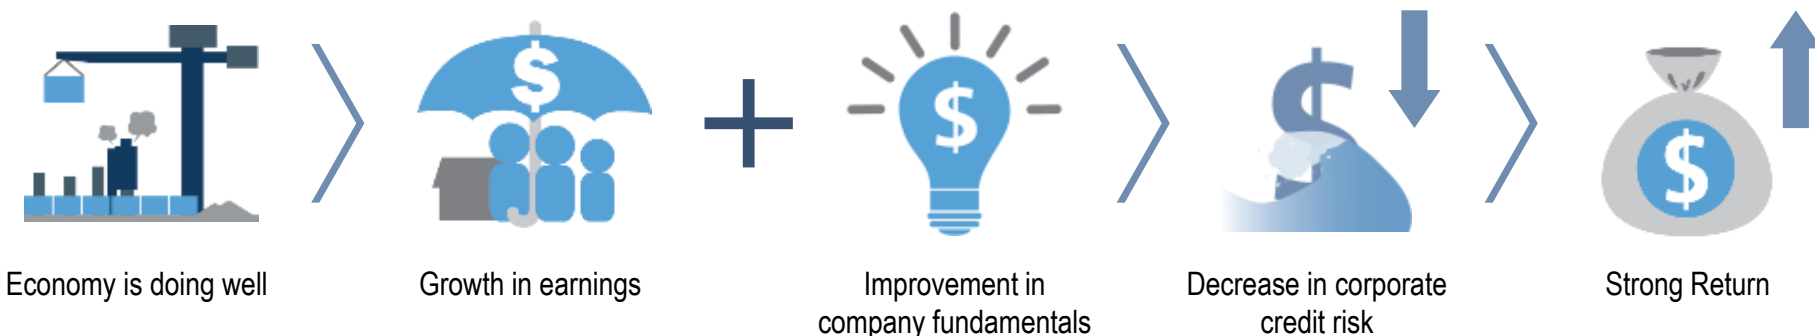 Economy is doing well
Growth in earnings
Improvement in
company fundamentals
Decrease in corporate
credit risk
Strong Return